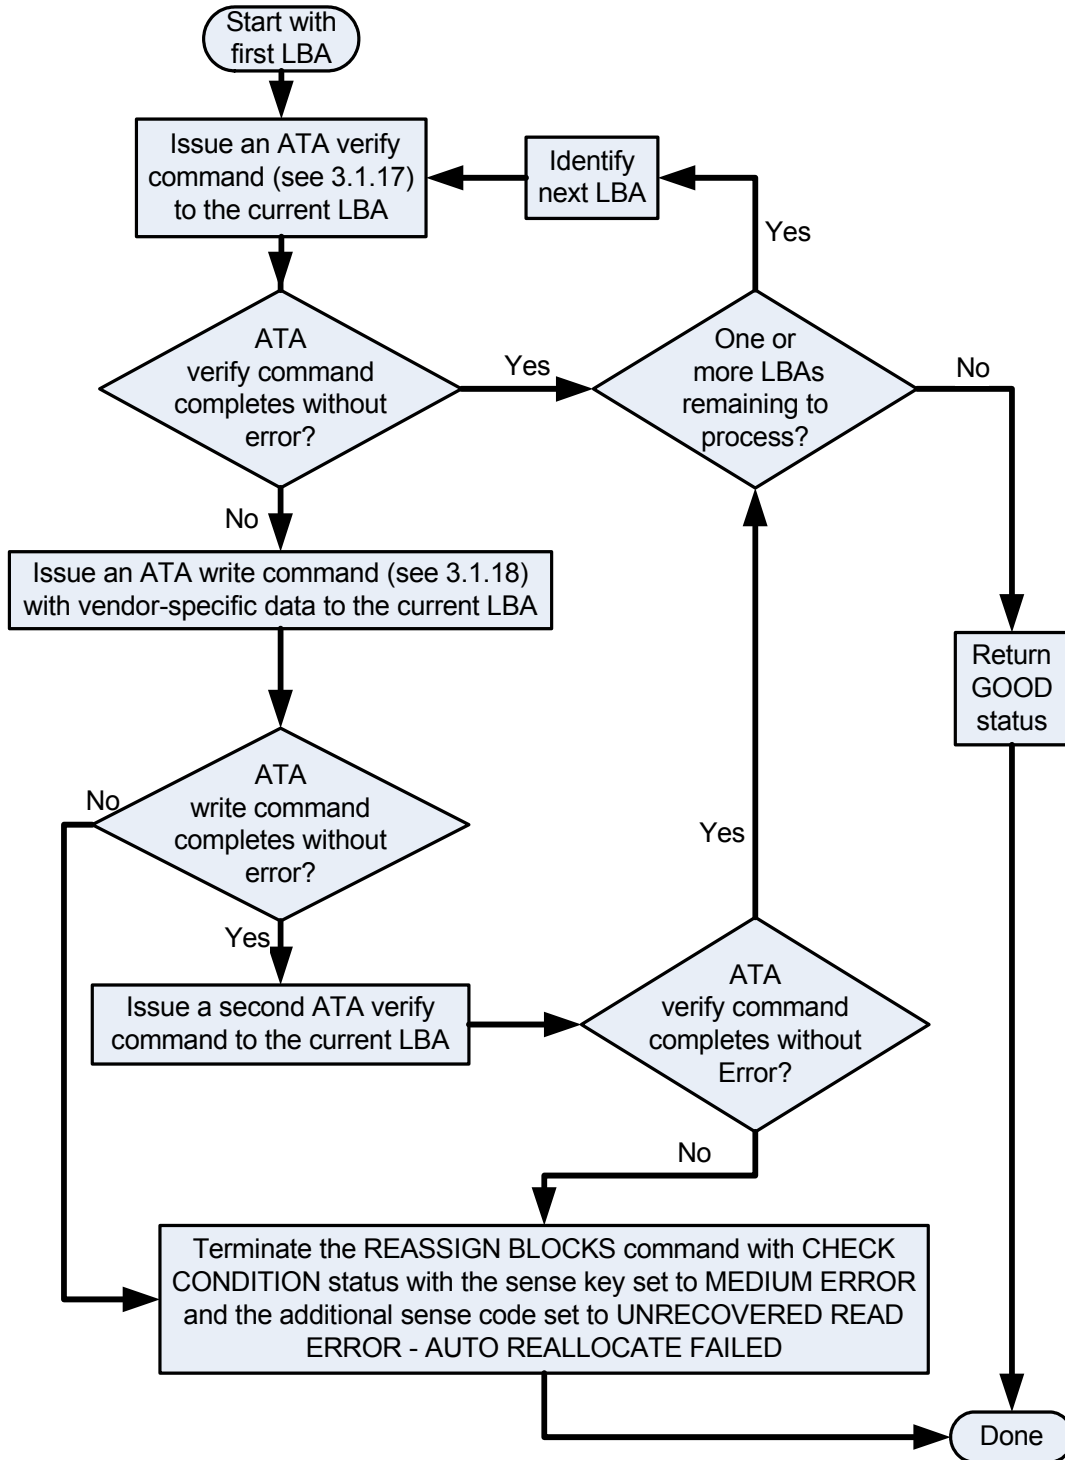 Start with
first LBA
Issue an ATA verify
command (see 3.1.17)
to the current LBA
Identify
next LBA
Yes
ATA
verify command
completes without
error?
Yes
One or
more LBAs
remaining to
process?
No
No
Issue an ATA write command (see 3.1.18)
with vendor-specific data to the current LBA
Return
GOOD
status
ATA
write command
completes without
error?
No
Yes
Yes
Issue a second ATA verify
command to the current LBA
ATA
verify command
completes without
Error?
No
Terminate the REASSIGN BLOCKS command with CHECK
CONDITION status with the sense key set to MEDIUM ERROR
and the additional sense code set to UNRECOVERED READ
ERROR - AUTO REALLOCATE FAILED
Done